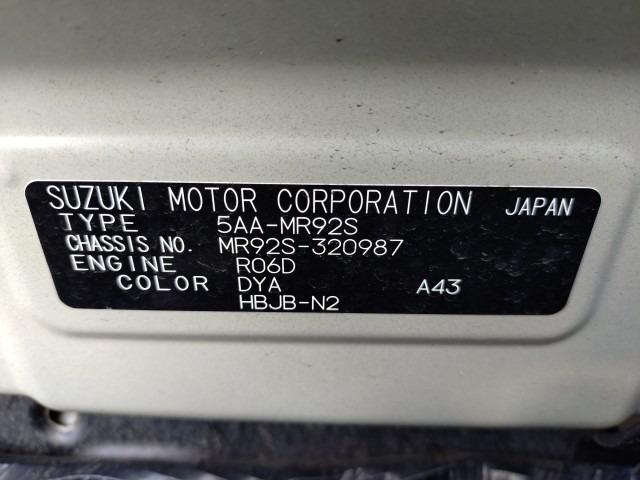 SUZUKI MOTOR CORPORATION JAPAN
TYPE 5AA-MR92S
CHASSIS NO. MR92S-320987
ENGINE R06D
COLOR DYA A43
HBJB-N2